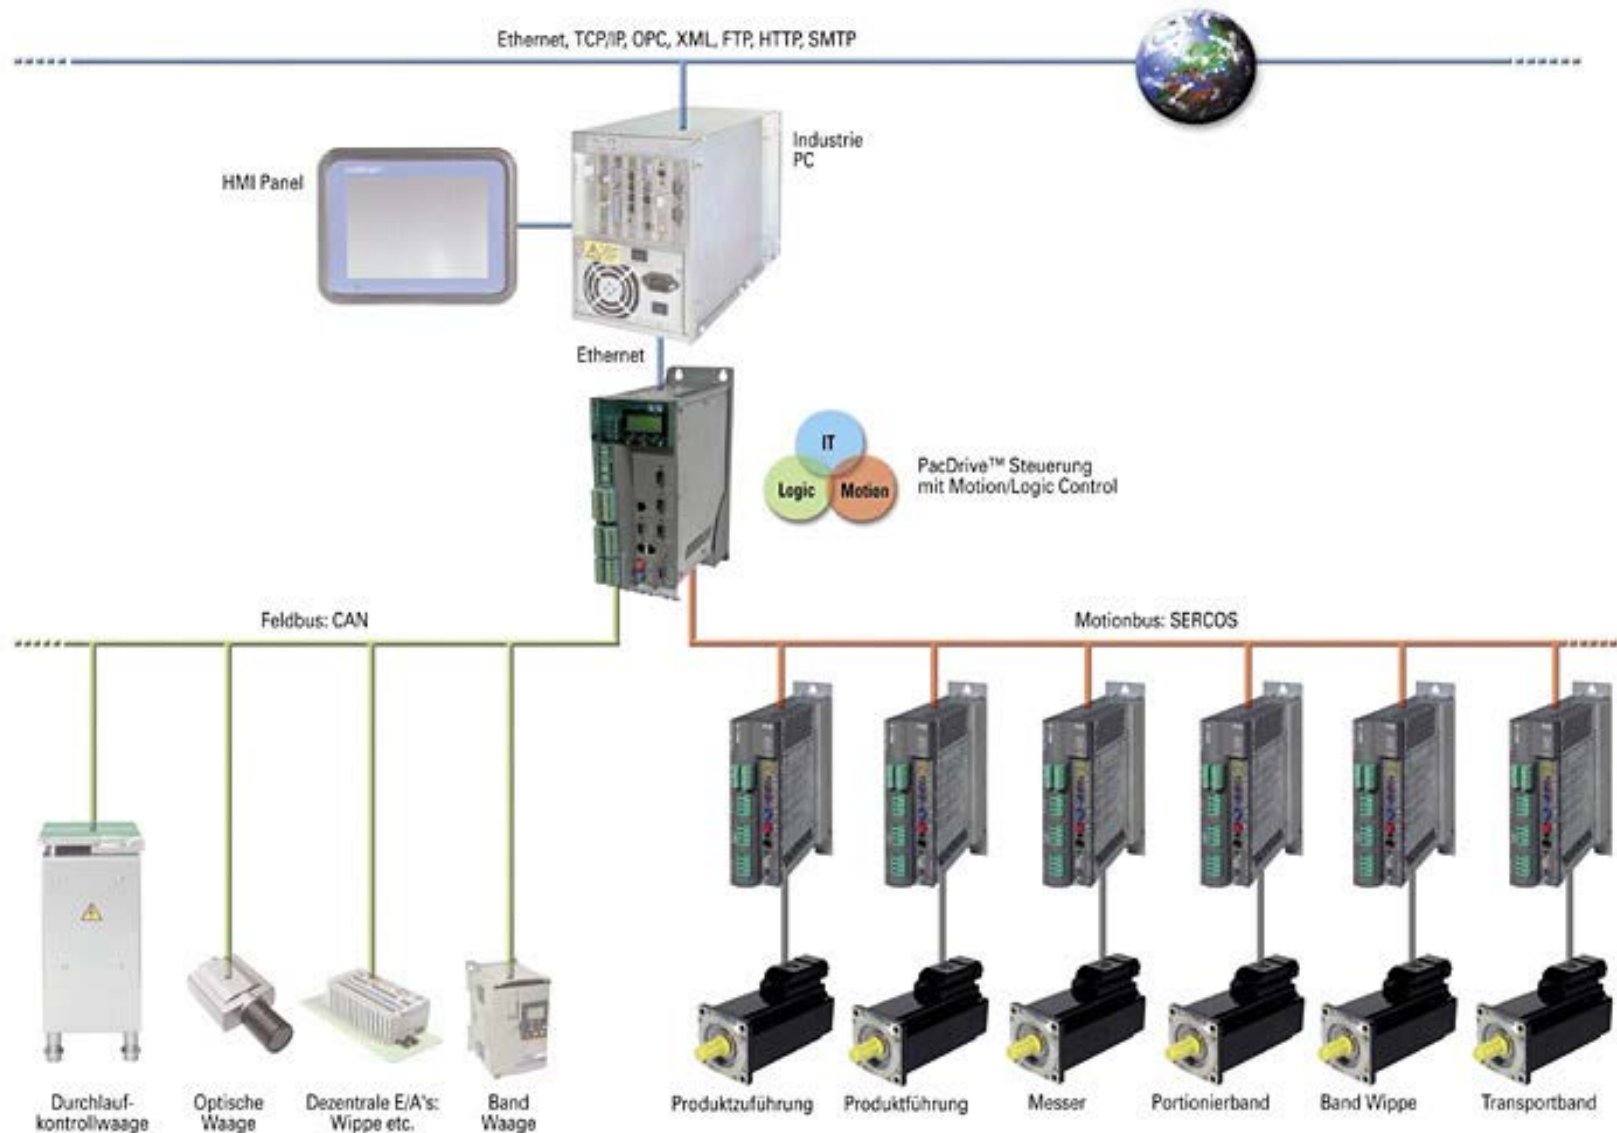 Ethernet, TCP/IP, OPC, XML, FTP, HTTP, SMTP
Industrie
PC
HMI Panel
Ethernet
IT
Logic
Motion
PacDrive™ Steuerung
mit Motion/Logic Control
Feldbus: CAN
Motionbus: SERCOS
Durchlauf-
kontrollwaage
Optische
Waage
Dezentrale E/A's:
Wippe etc.
Band
Waage
Produktzuführung
Produktführung
Messer
Portionierband
Band Wippe
Transportband